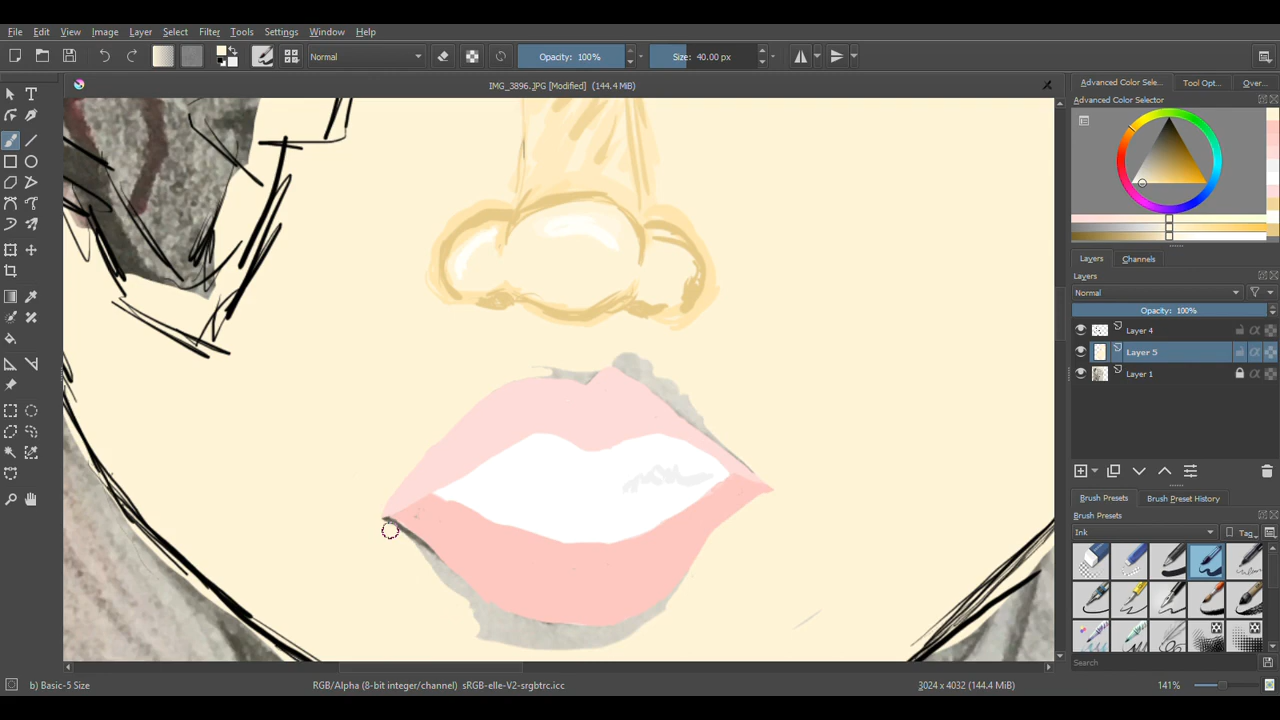 File Edit View Image Layer Select Filter Tools Settings Window Help
Normal Opacity: 100% Size: 40.00 px
IMG_3896.JPG [Modified] (144.4 MiB)
Advanced Color Sele... Tool Opt... Over...
Advanced Color Selector
Layers Channels
Layers
Normal
Opacity: 100%
Layer 4
Layer 5
Layer 1
Brush Presets Brush Preset History
Brush Presets
Ink Tag
Search
b) Basic-5 Size RGB/Alpha (8-bit integer/channel) sRGB-elle-V2-srgbtrc.icc 3024 x 4032 (144.4 MiB) 141%